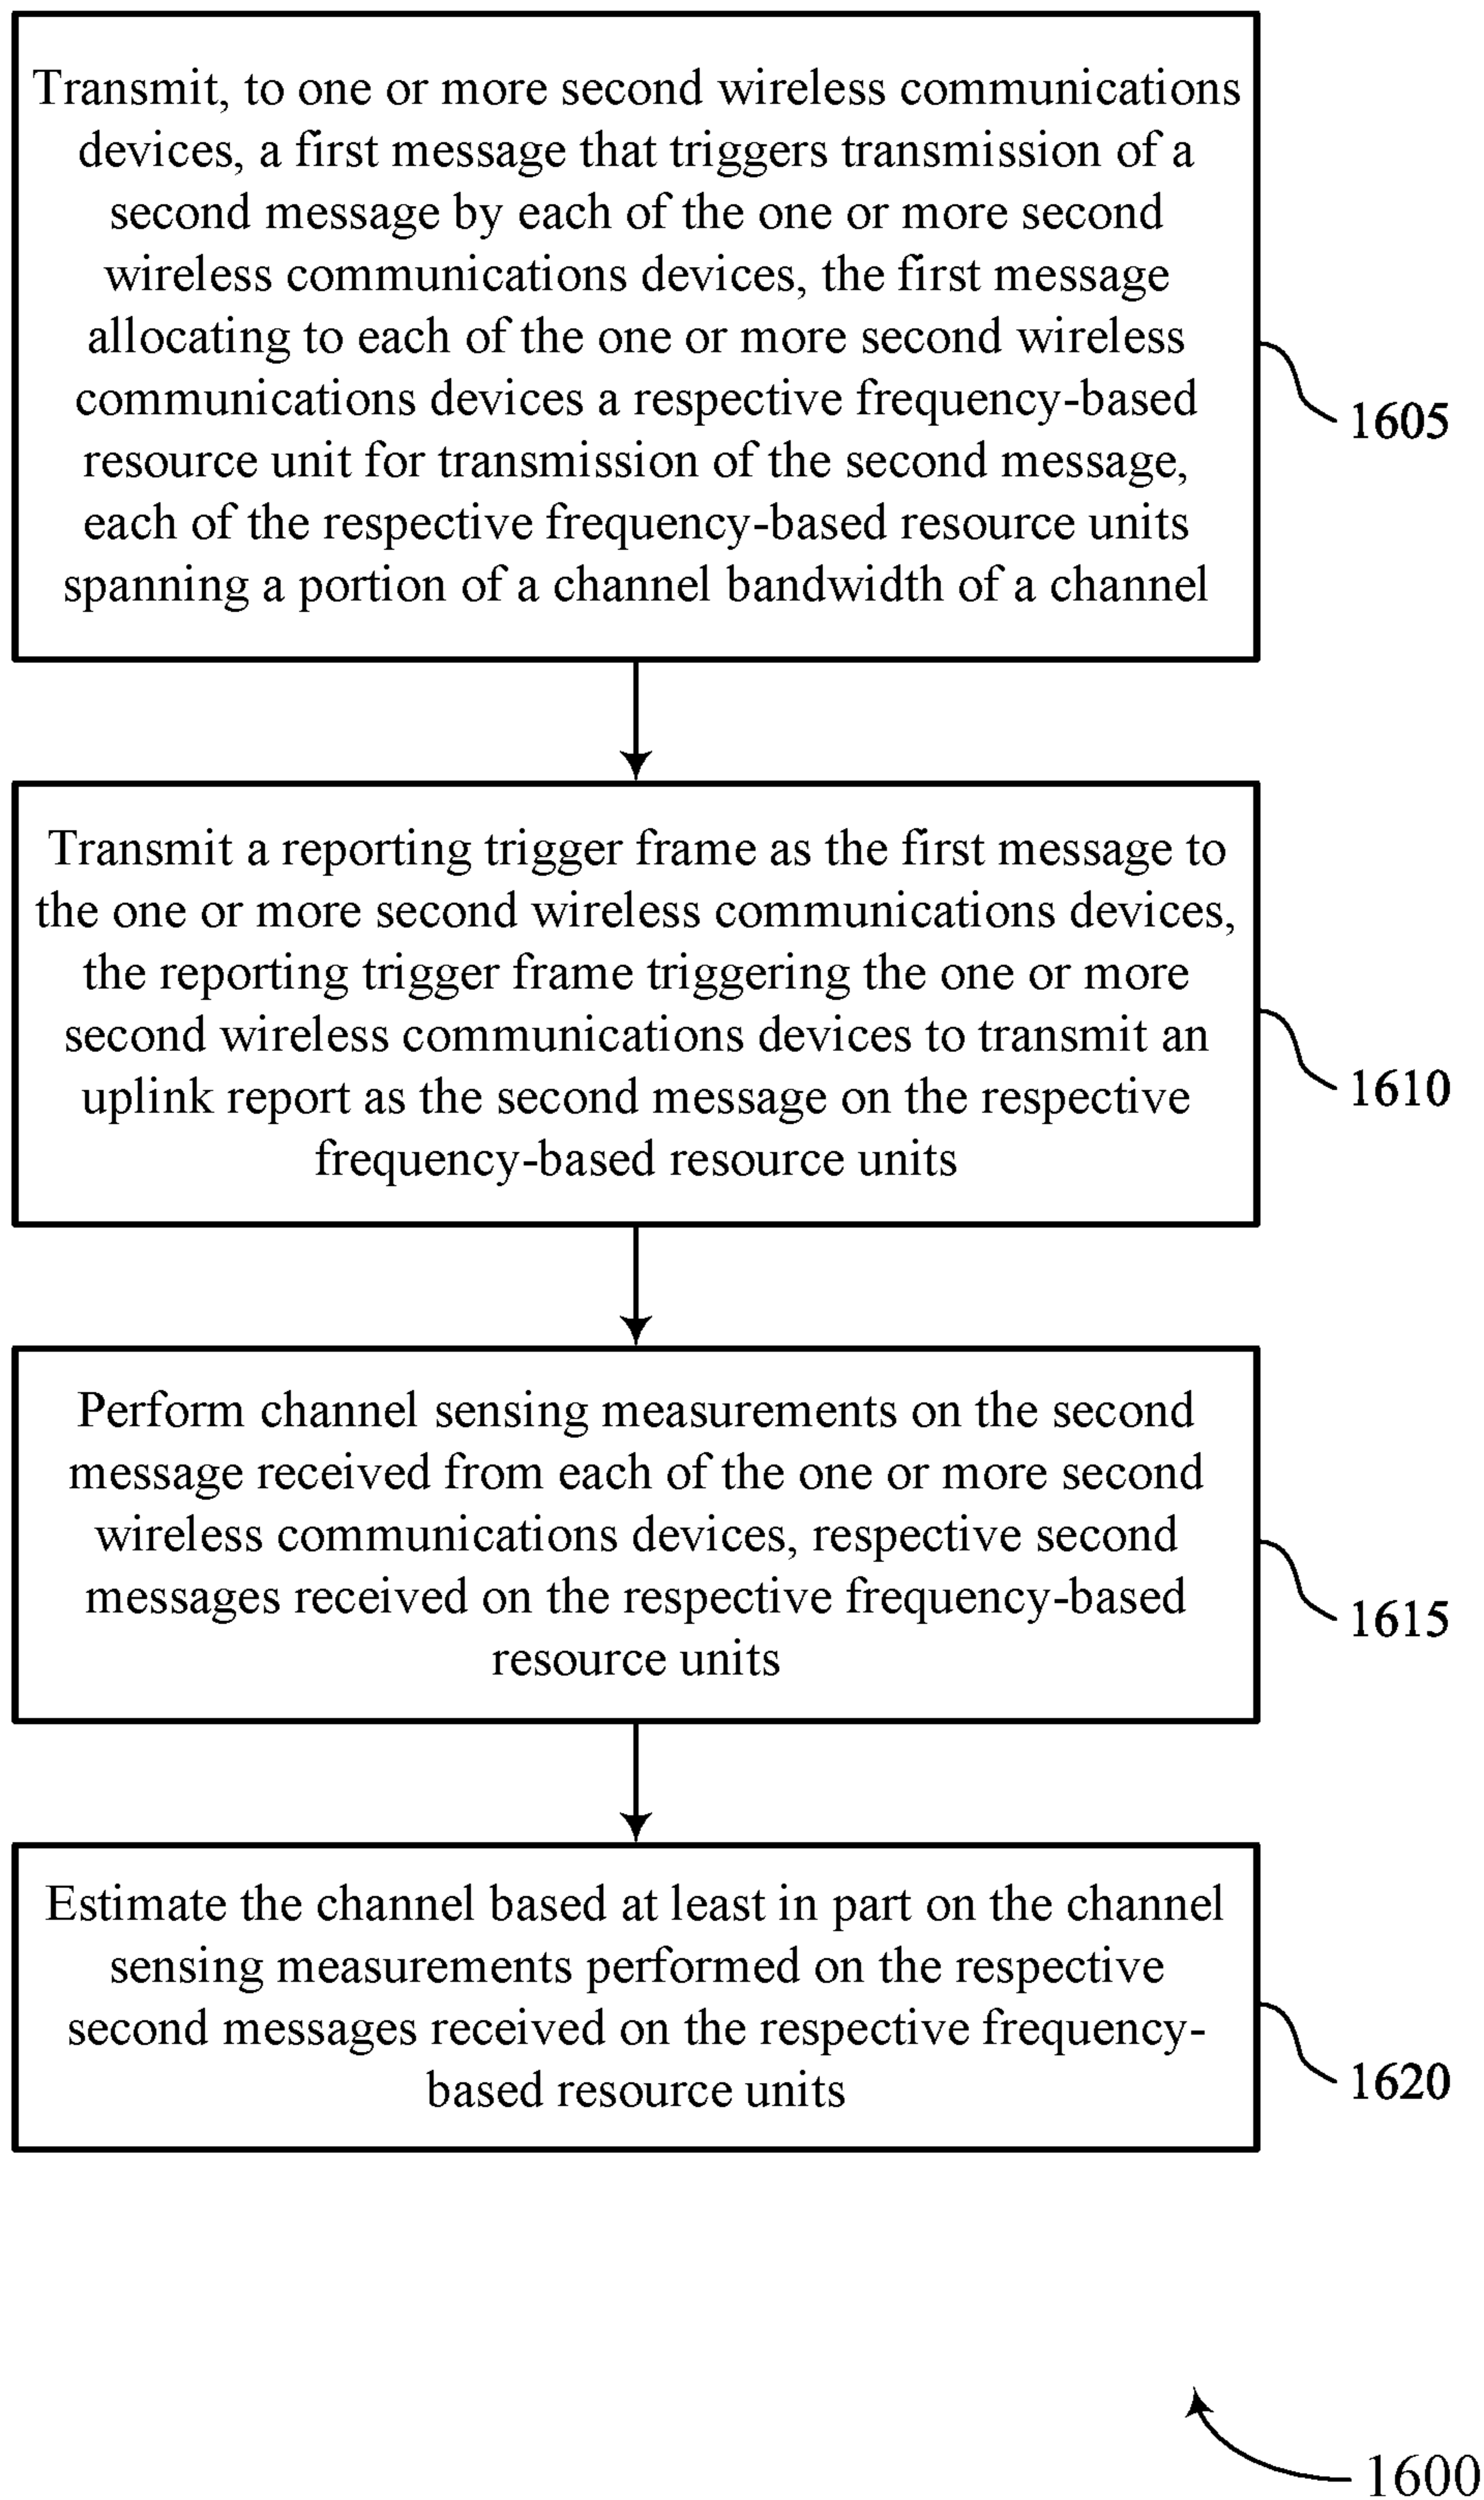 Transmit, to one or more second wireless communications
devices, a first message that triggers transmission of a
second message by each of the one or more second
wireless communications devices, the first message
allocating to each of the one or more second wireless
communications devices a respective frequency-based
resource unit for transmission of the second message,
each of the respective frequency-based resource units
spanning a portion of a channel bandwidth of a channel
1605
Transmit a reporting trigger frame as the first message to
the one or more second wireless communications devices,
the reporting trigger frame triggering the one or more
second wireless communications devices to transmit an
uplink report as the second message on the respective
frequency-based resource units
1610
Perform channel sensing measurements on the second
message received from each of the one or more second
wireless communications devices, respective second
messages received on the respective frequency-based
resource units
1615
Estimate the channel based at least in part on the channel
sensing measurements performed on the respective
second messages received on the respective frequency-
based resource units
1620
1600